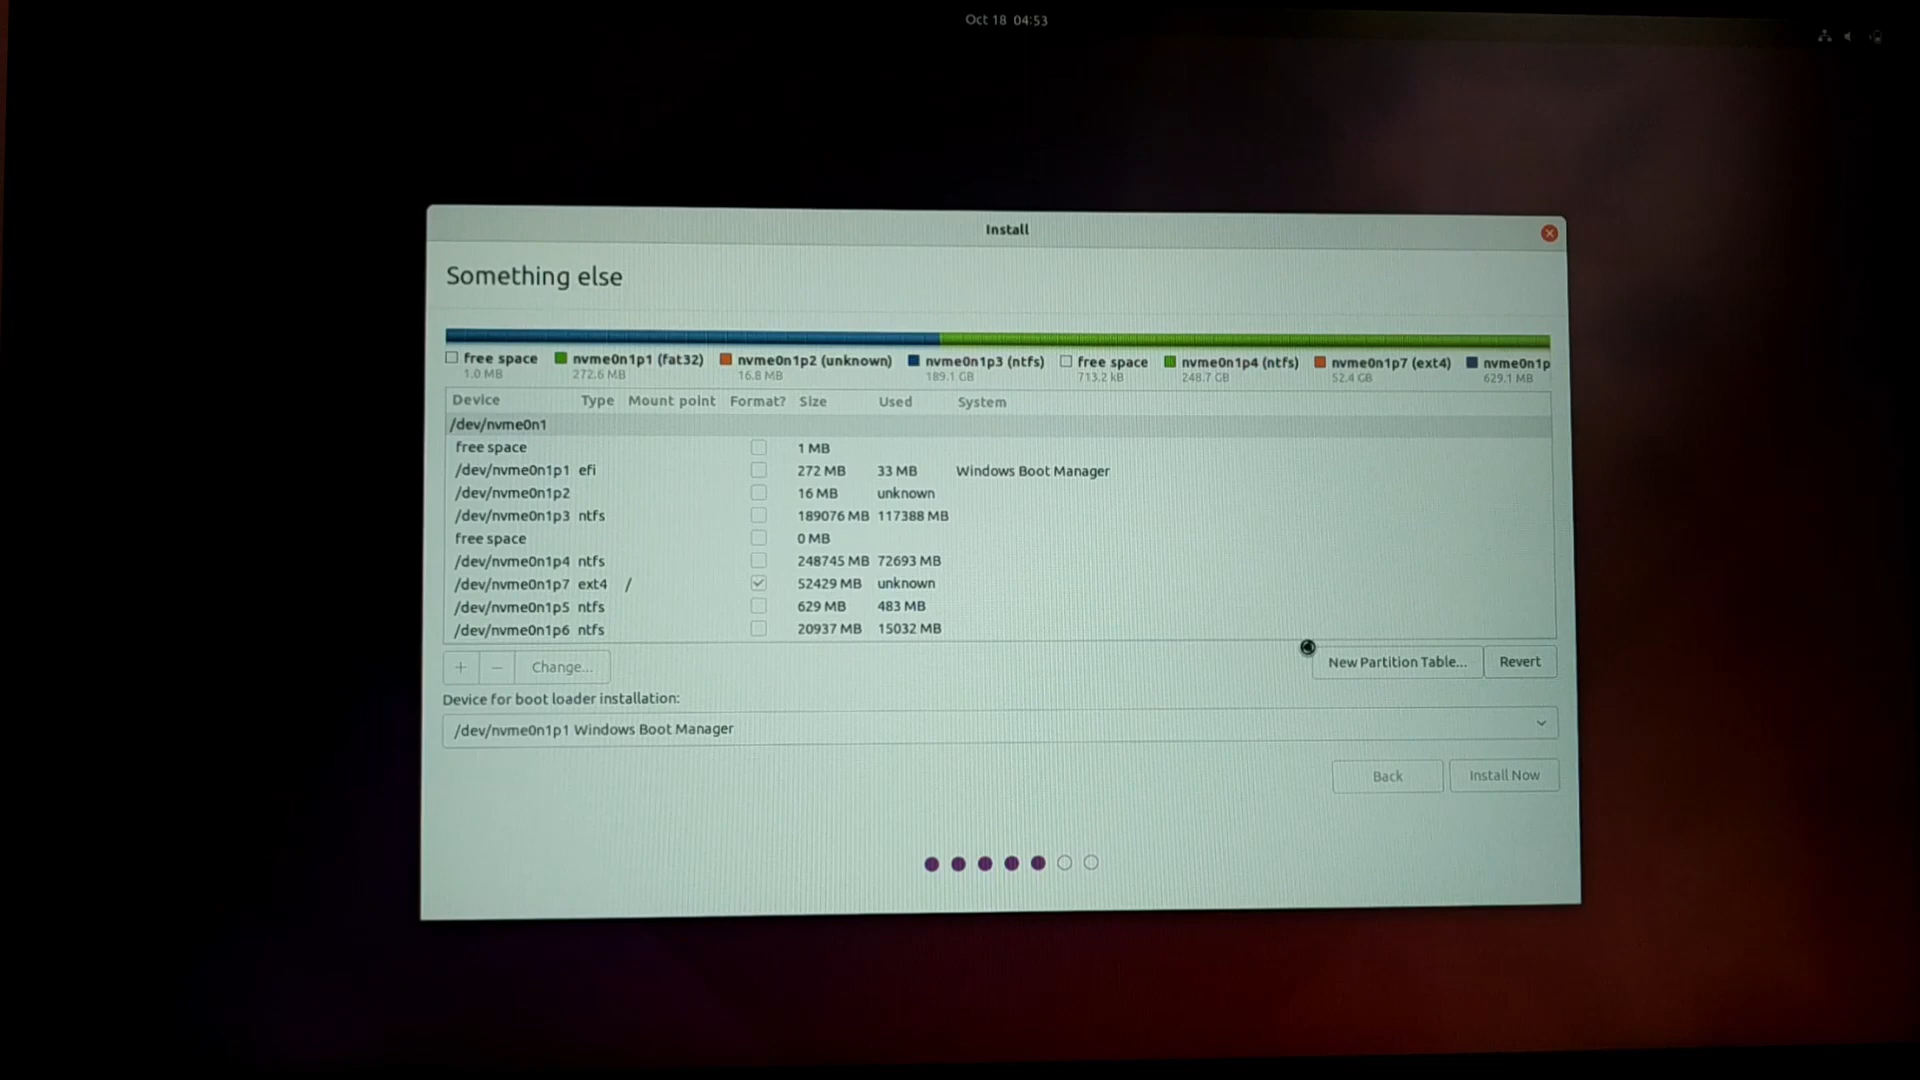 Oct 18 04:53
Install
Something else
free space nvme0n1p1 (fat32) nvme0n1p2 (unknown) nvme0n1p3 (ntfs) free space nvme0n1p4 (ntfs) nvme0n1p7 (ext4) nvme0n1p
1.0 MB 272.6 MB 16.8 MB 189.1 GB 713.2 kB 248.7 GB 52.4 GB 629.1 MB
Device Type Mount point Format? Size Used System
/dev/nvme0n1
free space 1 MB
/dev/nvme0n1p1 efi 272 MB 33 MB Windows Boot Manager
/dev/nvme0n1p2 16 MB unknown
/dev/nvme0n1p3 ntfs 189076 MB 117388 MB
free space 0 MB
/dev/nvme0n1p4 ntfs 248745 MB 72693 MB
/dev/nvme0n1p7 ext4 / 52429 MB unknown
/dev/nvme0n1p5 ntfs 629 MB 483 MB
/dev/nvme0n1p6 ntfs 20937 MB 15032 MB
+ – Change... New Partition Table... Revert
Device for boot loader installation:
/dev/nvme0n1p1 Windows Boot Manager
Back Install Now